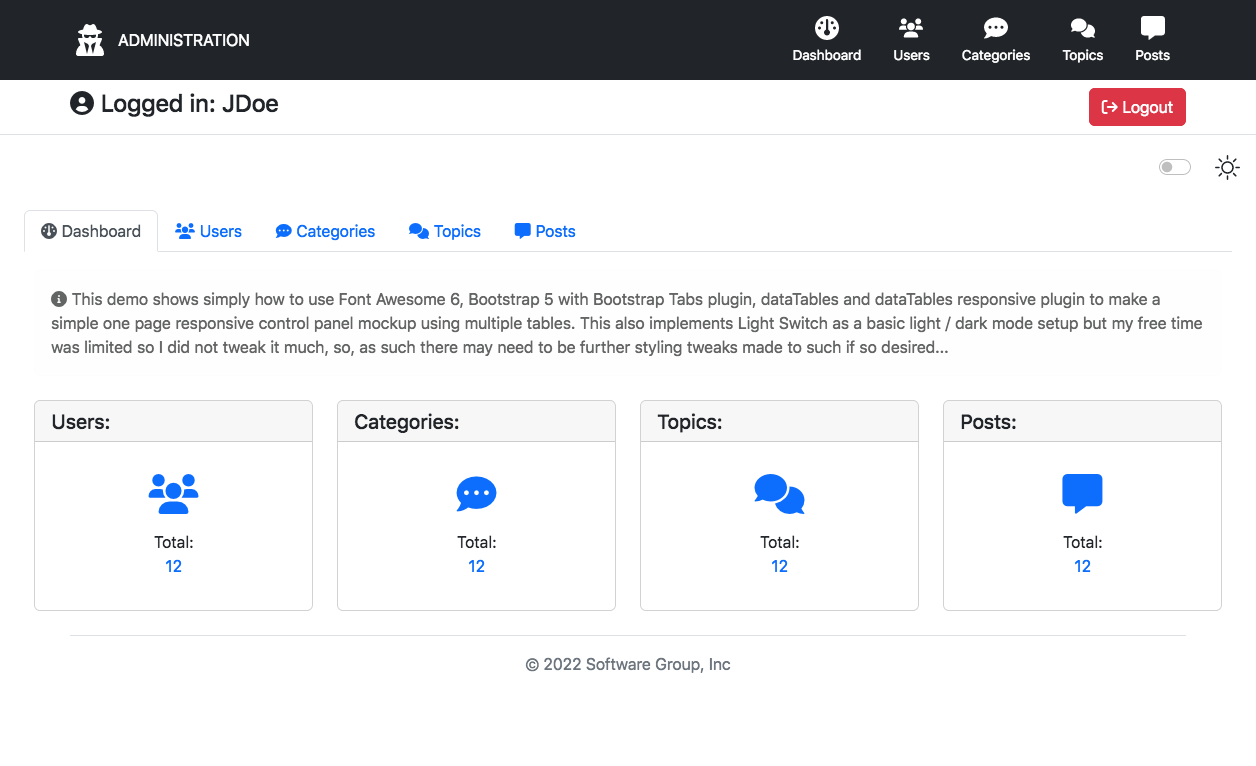 ADMINISTRATION
Dashboard
Users
Categories
Topics
Posts
Logged in: JDoe
Logout
Dashboard
Users
Categories
Topics
Posts
This demo shows simply how to use Font Awesome 6, Bootstrap 5 with Bootstrap Tabs plugin, dataTables and dataTables responsive plugin to make a
simple one page responsive control panel mockup using multiple tables. This also implements Light Switch as a basic light / dark mode setup but my free time
was limited so I did not tweak it much, so, as such there may need to be further styling tweaks made to such if so desired...
Users:
Total:
12
Categories:
Total:
12
Topics:
Total:
12
Posts:
Total:
12
© 2022 Software Group, Inc